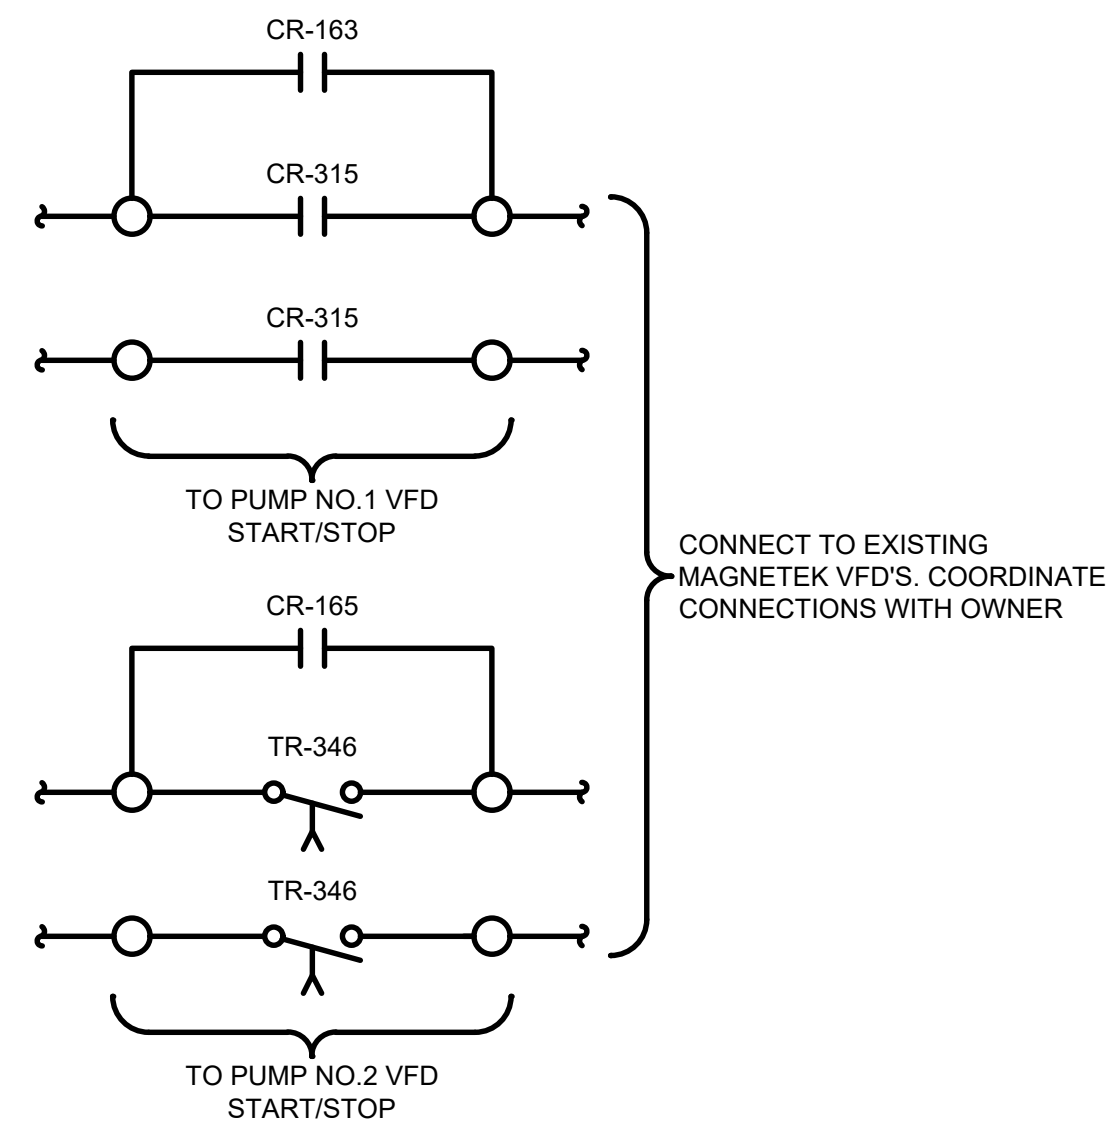 CR-163
CR-315
CR-315
TO PUMP NO.1 VFD
START/STOP
CONNECT TO EXISTING
MAGNETEK VFD'S. COORDINATE
CONNECTIONS WITH OWNER
CR-165
TR-346
TR-346
TO PUMP NO.2 VFD
START/STOP